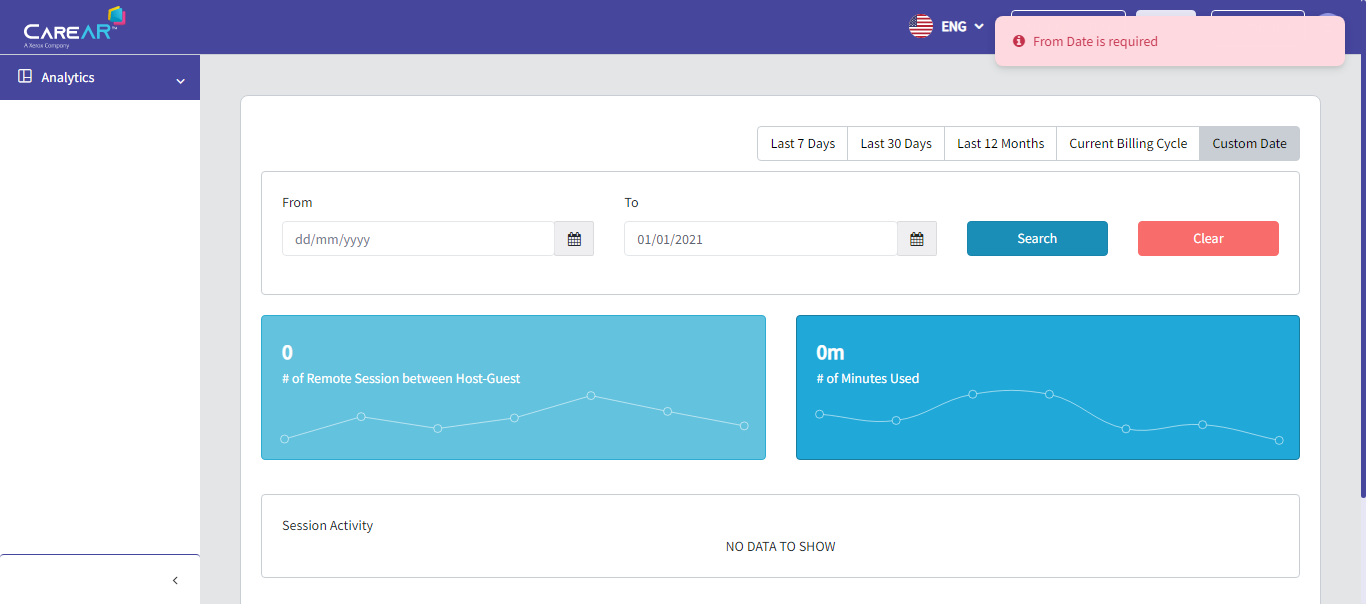 CAREAR™
A Xerox Company
ENG
From Date is required
Analytics
Last 7 Days
Last 30 Days
Last 12 Months
Current Billing Cycle
Custom Date
From
To
dd/mm/yyyy
01/01/2021
Search
Clear
0
# of Remote Session between Host-Guest
0m
# of Minutes Used
Session Activity
NO DATA TO SHOW